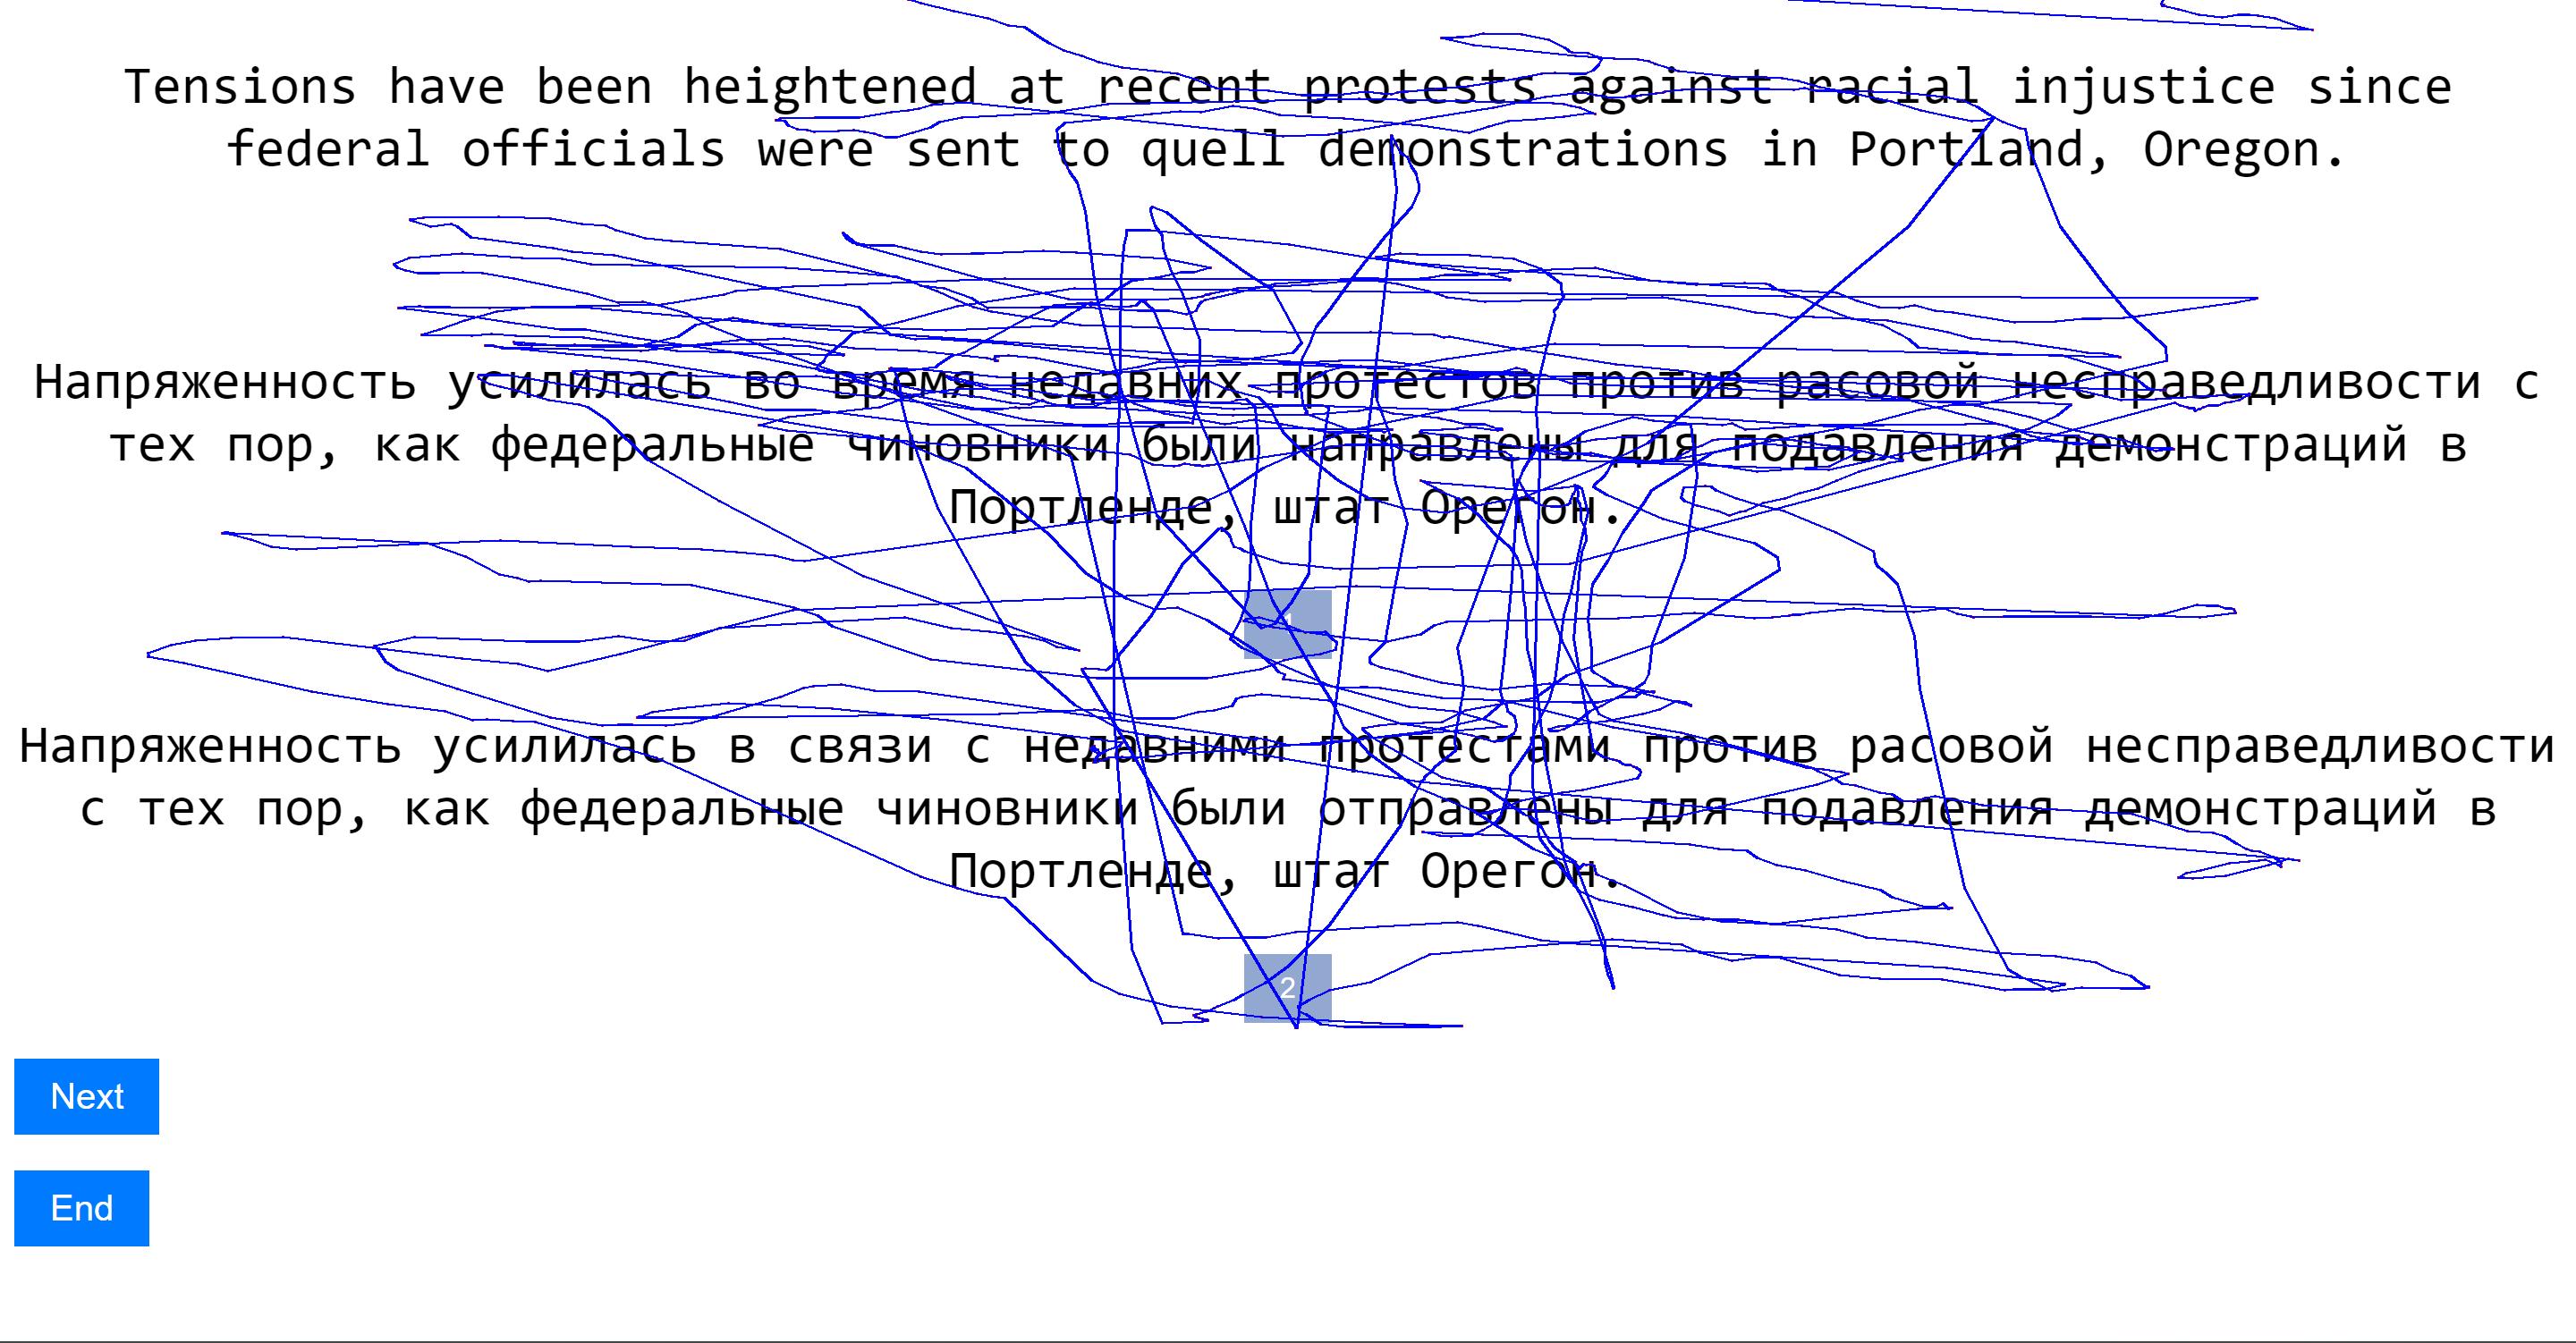 Tensions have been heightened at recent protests against racial injustice since
federal officials were sent to quell demonstrations in Portland, Oregon.
Напряженность усилилась во время недавних протестов против расовой несправедливости с
тех пор, как федеральные чиновники были направлены для подавления демонстраций в
Портленде, штат Орегон.
1
Напряженность усилилась в связи с недавними протестами против расовой несправедливости
с тех пор, как федеральные чиновники были отправлены для подавления демонстраций в
Портленде, штат Орегон.
2
Next
End